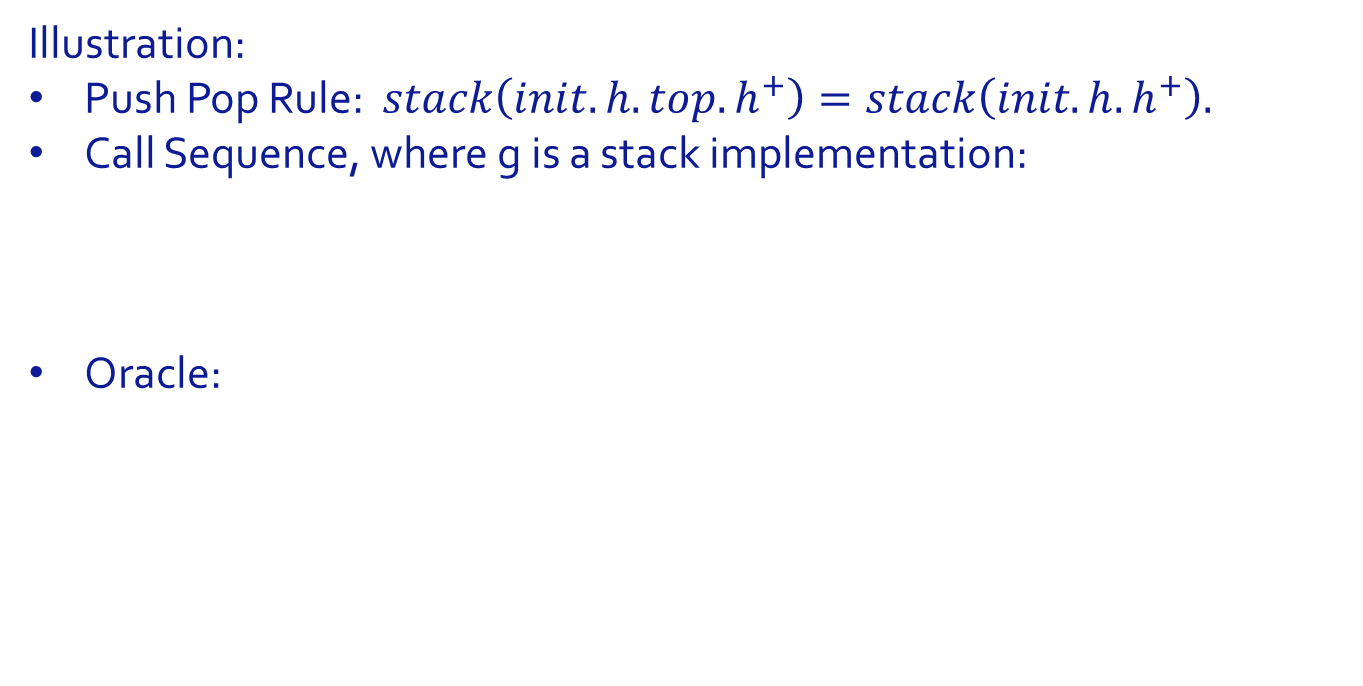 Illustration:
• Push Pop Rule: stack(init. h. top. h⁺) = stack(init. h. h⁺).
• Call Sequence, where g is a stack implementation:
• Oracle: